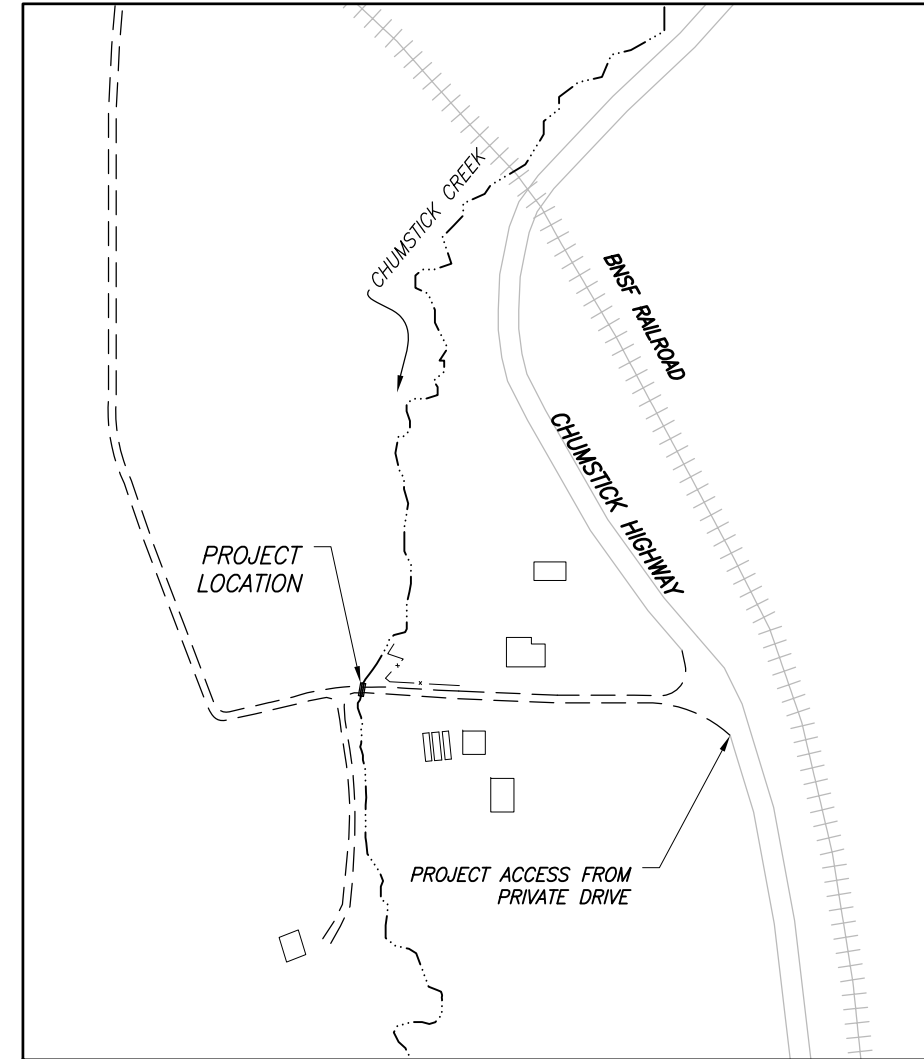 CHUMSTICK CREEK
BNSF RAILROAD
CHUMSTICK HIGHWAY
PROJECT
LOCATION
PROJECT ACCESS FROM
PRIVATE DRIVE